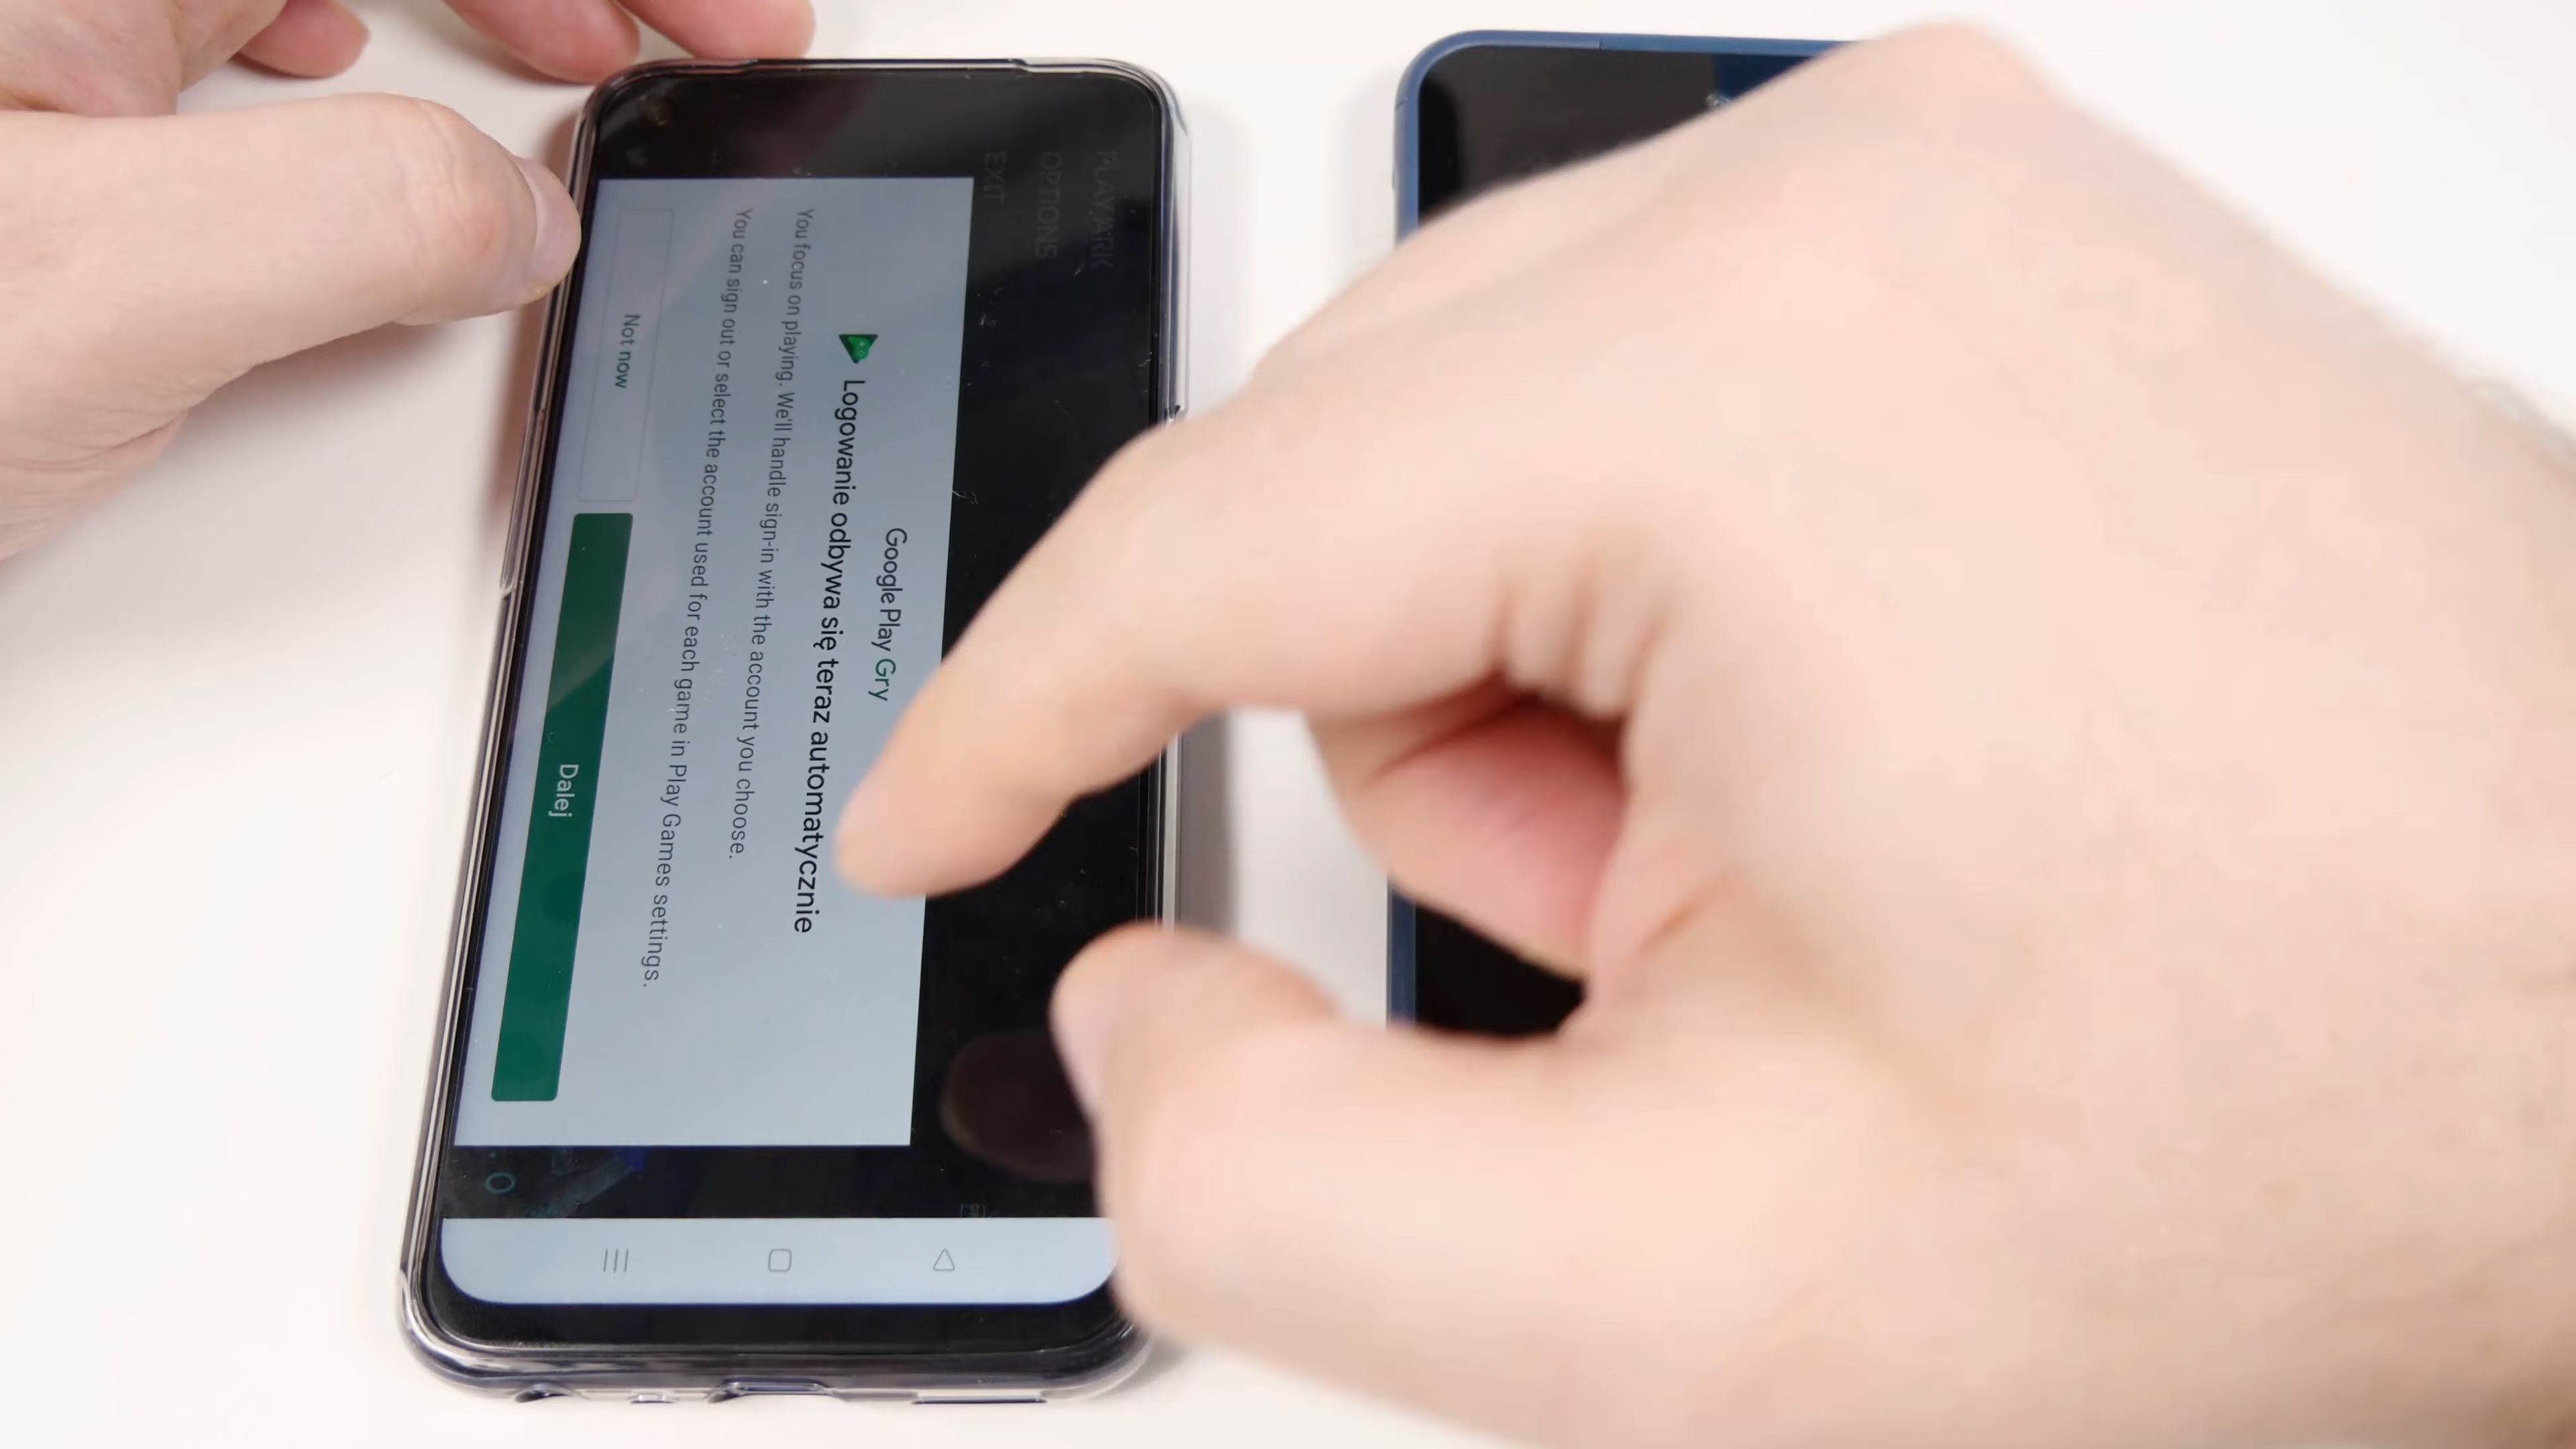 Google Play Gry
Logowanie odbywa się teraz automatycznie
You focus on playing. We'll handle sign-in with the account you choose.
You can sign out or select the account used for each game in Play Games settings.
Not now
Dalej
PLAY ARK
OPTIONS
EXIT